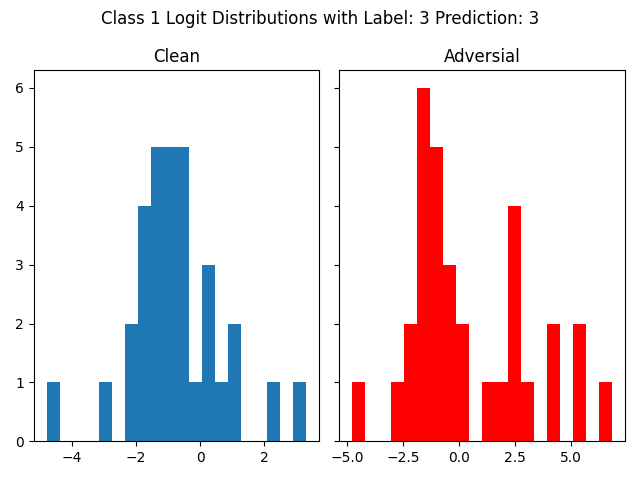 Class 1 Logit Distributions with Label: 3 Prediction: 3
Clean
Adversial
6
5
4
3
2
1
0
−4 −2 0 2
−5.0 −2.5 0.0 2.5 5.0